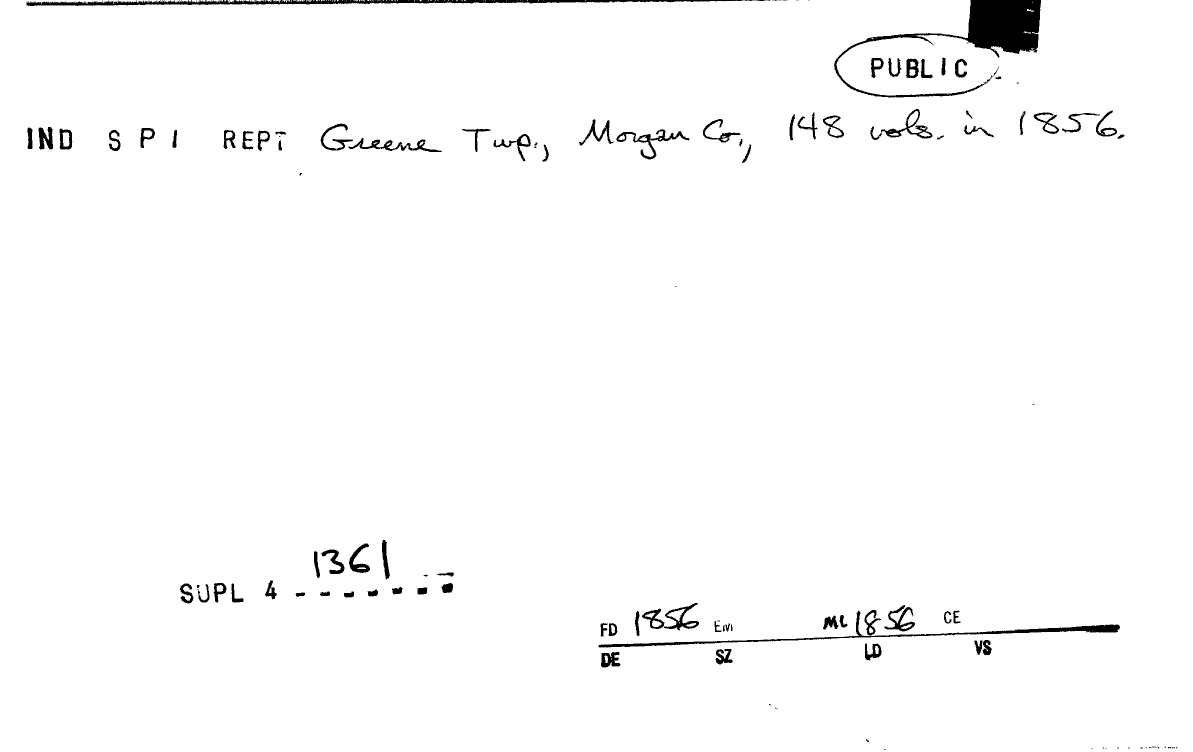 PUBLIC
IND S P I REPT Greene Twp., Morgan Co., 148 vols. in 1856.
1361
SUPL 4 - - - - - - -
FD 1856 EM ML 1856 CE
DE SZ LD VS